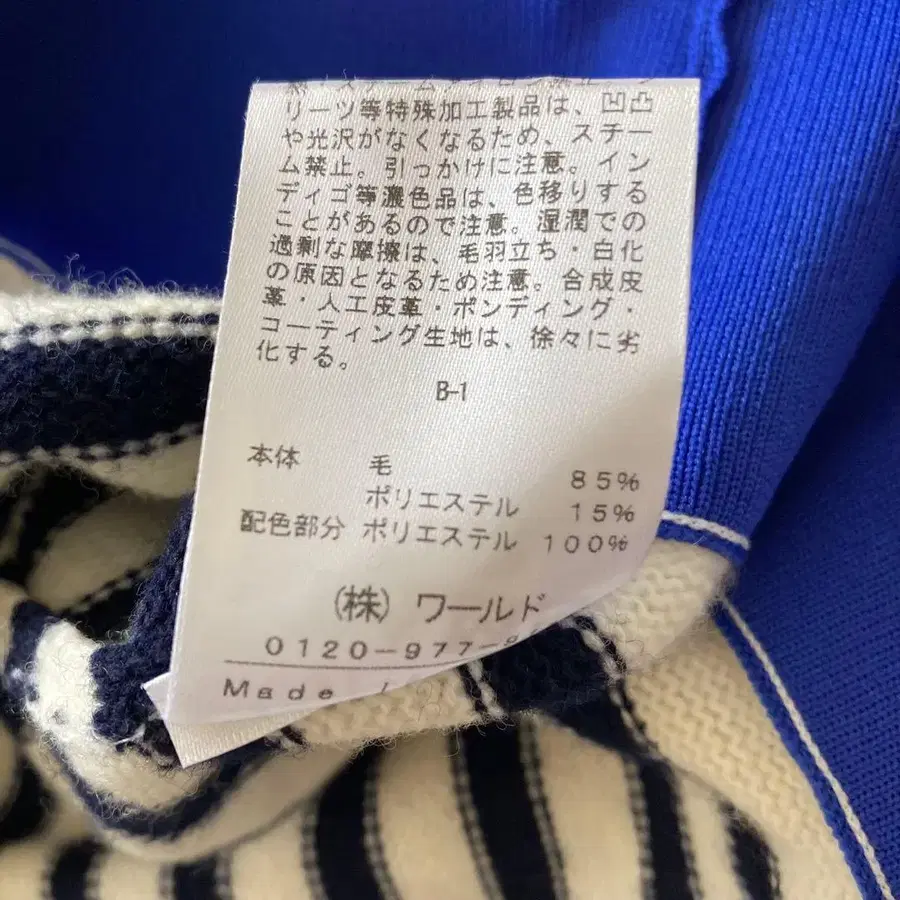 リーツ等特殊加工製品は、凹凸
や光沢がなくなるため、スチー
ム禁止。引っかけに注意。イン
ディゴ等濃色品は、色移りする
ことがあるので注意。湿潤での
過剰な摩擦は、毛羽立ち・白化
の原因となるため注意。合成皮
革・人工皮革・ボンディング・
コーティング生地は、徐々に劣
化する。
B-1
本体 毛 85%
ポリエステル 15%
配色部分 ポリエステル 100%
(株) ワールド
0120-977-
Made